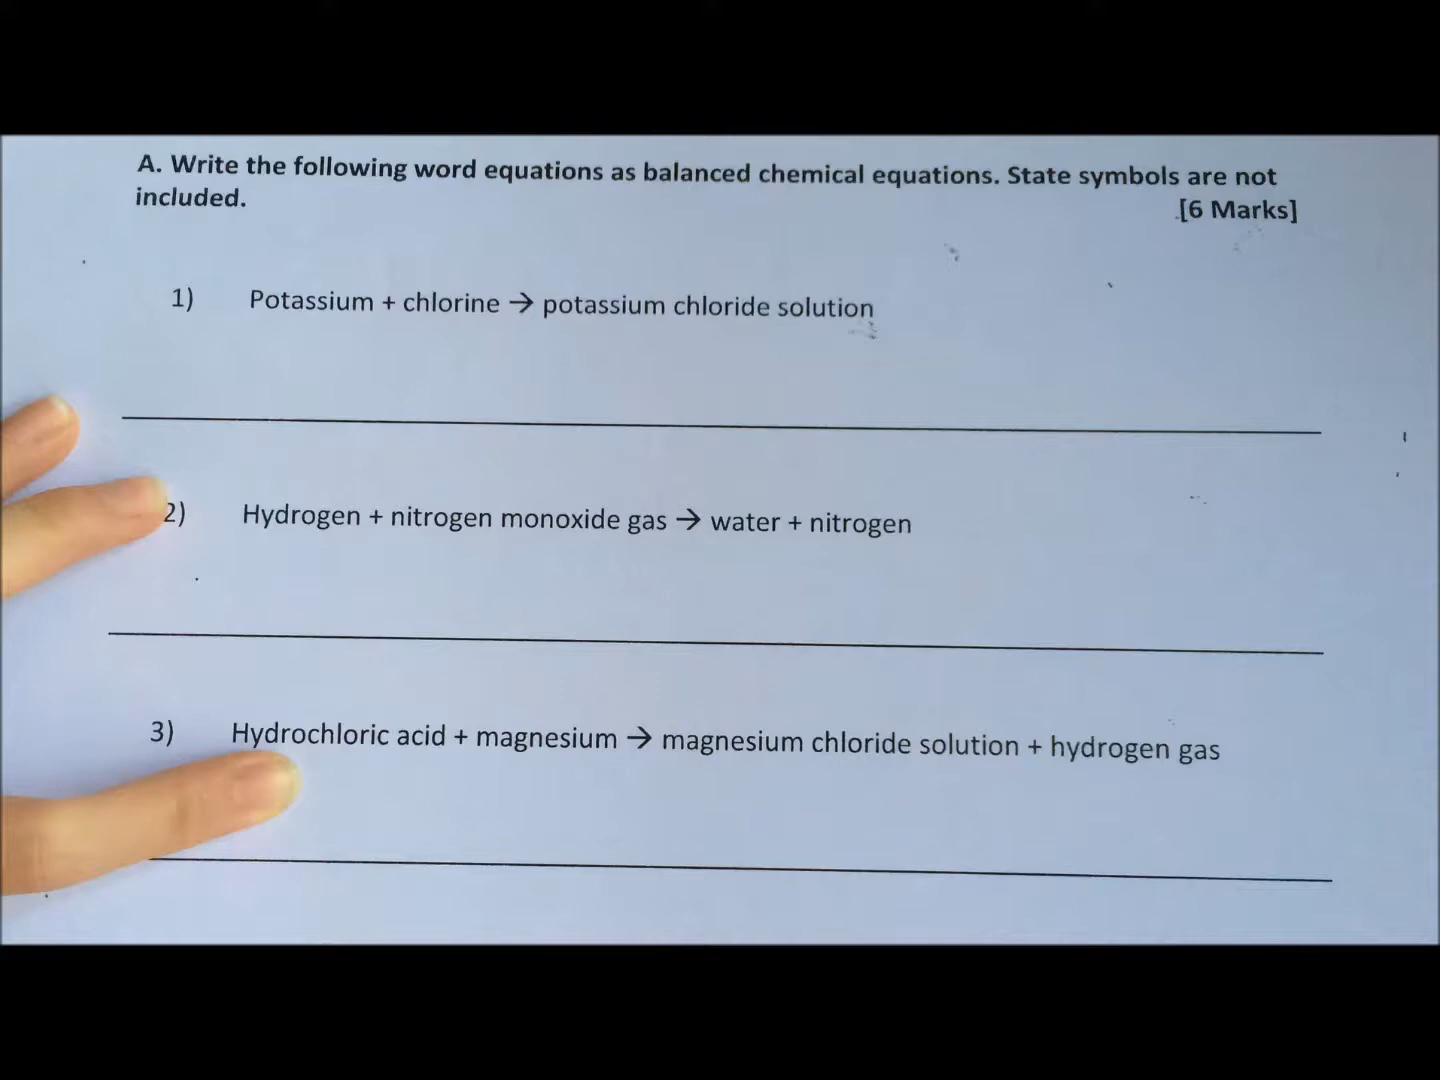 A. Write the following word equations as balanced chemical equations. State symbols are not
included.
[6 Marks]
1) Potassium + chlorine → potassium chloride solution
2) Hydrogen + nitrogen monoxide gas → water + nitrogen
3) Hydrochloric acid + magnesium → magnesium chloride solution + hydrogen gas